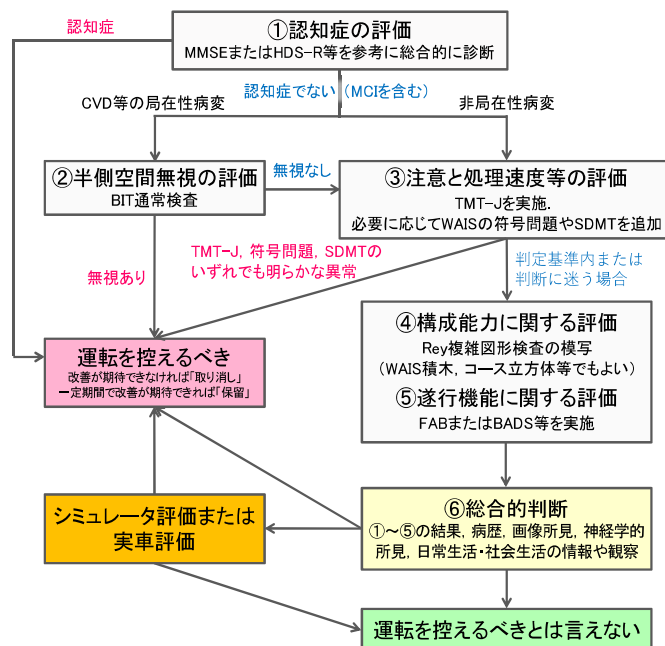 ①認知症の評価
MMSEまたはHDS-R等を参考に総合的に診断
認知症
認知症でない（MCIを含む）
CVD等の局在性病変
非局在性病変
②半側空間無視の評価
BIT通常検査
無視なし
③注意と処理速度等の評価
TMT-Jを実施.
必要に応じてWAISの符号問題やSDMTを追加
無視あり
TMT-J, 符号問題, SDMTの
いずれでも明らかな異常
判定基準内または
判断に迷う場合
運転を控えるべき
改善が期待できなければ「取り消し」
一定期間で改善が期待できれば「保留」
④構成能力に関する評価
Rey複雑図形検査の模写
（WAIS積木, コース立方体等でもよい）
⑤遂行機能に関する評価
FABまたはBADS等を実施
シミュレータ評価または
実車評価
⑥総合的判断
①～⑤の結果, 病歴, 画像所見, 神経学的
所見, 日常生活・社会生活の情報や観察
運転を控えるべきとは言えない